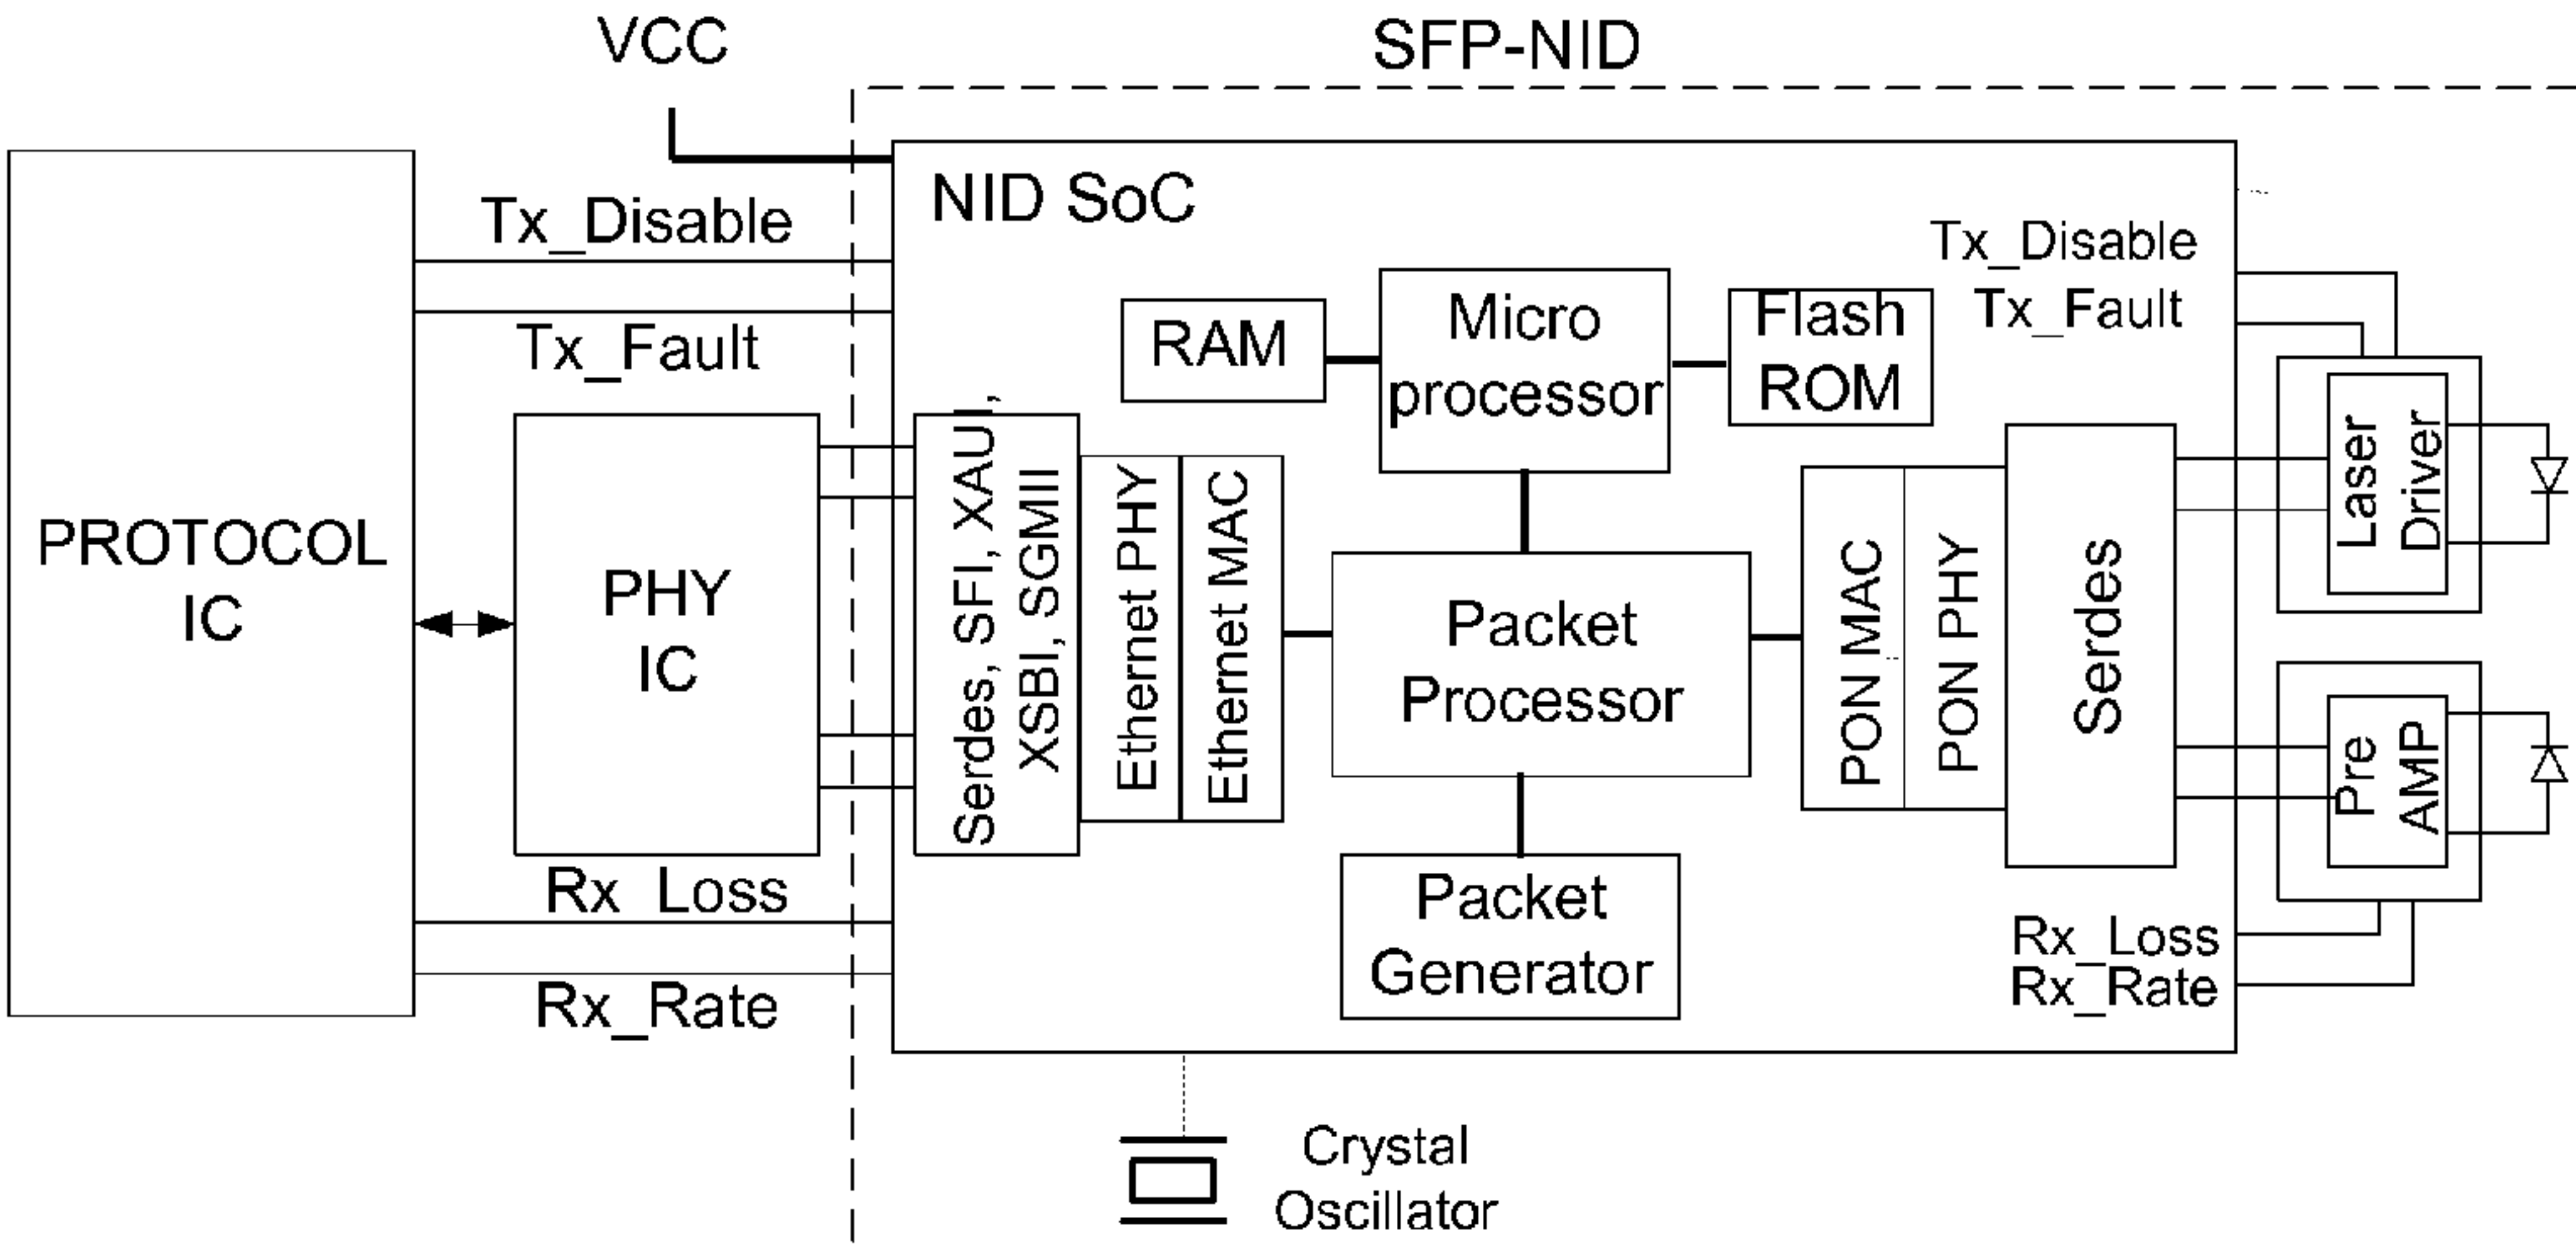 VCC
SFP-NID
NID SoC
Tx_Disable
Tx_Fault
PROTOCOL
IC
PHY
IC
Rx_Loss
Rx_Rate
Serdes, SFI, XAUI,
XSBI, SGMII
Ethernet PHY
Ethernet MAC
RAM
Micro
processor
Flash
ROM
Packet
Processor
Packet
Generator
PON MAC
PON PHY
Serdes
Tx_Disable
Tx_Fault
Laser
Driver
Pre
AMP
Rx_Loss
Rx_Rate
Crystal
Oscillator